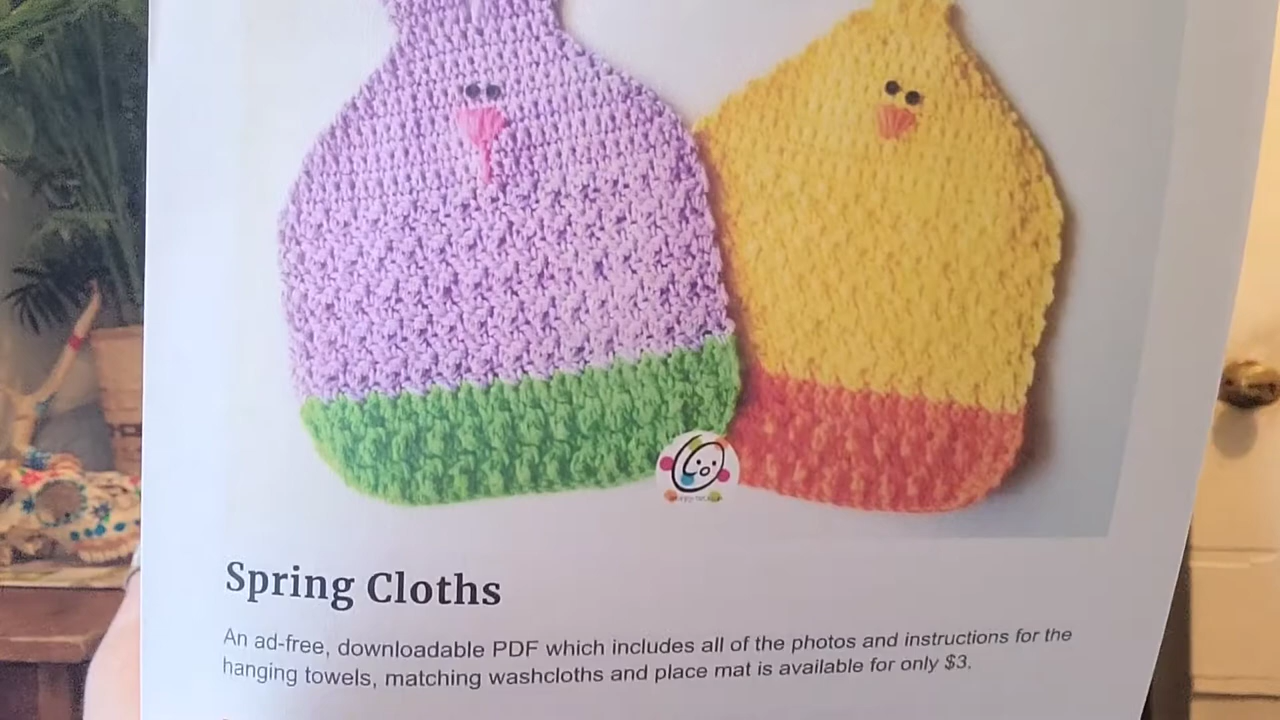 Spring Cloths
An ad-free, downloadable PDF which includes all of the photos and instructions for the
hanging towels, matching washcloths and place mat is available for only $3.